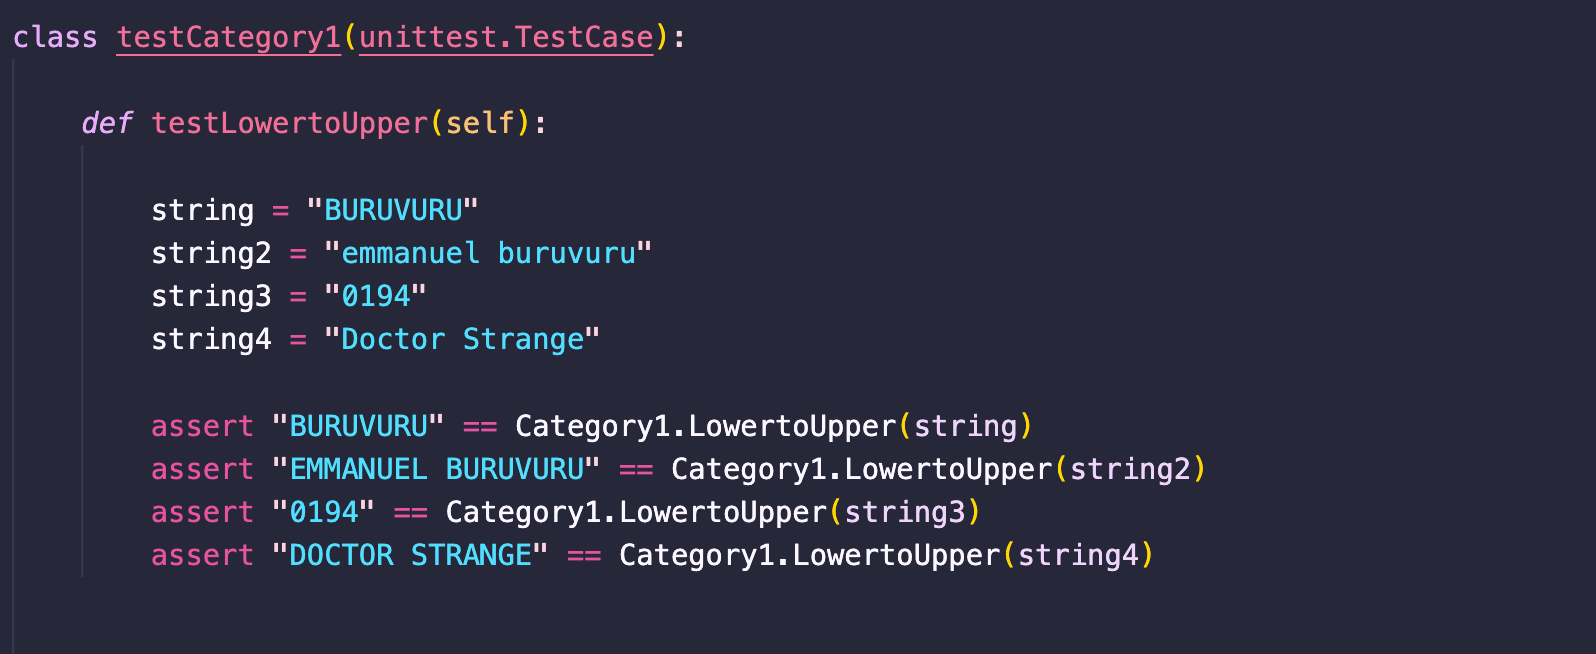 class testCategory1(unittest.TestCase):
def testLowertoUpper(self):
string = "BURUVURU"
string2 = "emmanuel buruvuru"
string3 = "0194"
string4 = "Doctor Strange"
assert "BURUVURU" == Category1.LowertoUpper(string)
assert "EMMANUEL BURUVURU" == Category1.LowertoUpper(string2)
assert "0194" == Category1.LowertoUpper(string3)
assert "DOCTOR STRANGE" == Category1.LowertoUpper(string4)